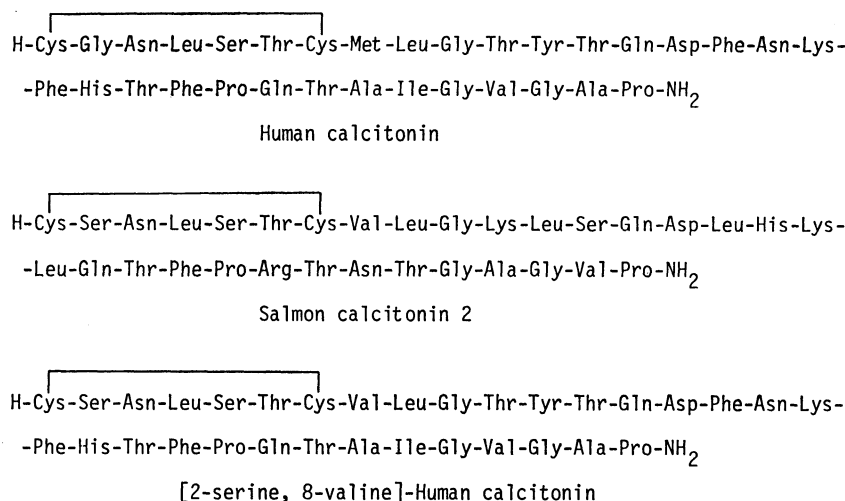 H-Cys-Gly-Asn-Leu-Ser-Thr-Cys-Met-Leu-Gly-Thr-Tyr-Thr-Gln-Asp-Phe-Asn-Lys-
-Phe-His-Thr-Phe-Pro-Gln-Thr-Ala-Ile-Gly-Val-Gly-Ala-Pro-NH2
Human calcitonin
H-Cys-Ser-Asn-Leu-Ser-Thr-Cys-Val-Leu-Gly-Lys-Leu-Ser-Gln-Asp-Leu-His-Lys-
-Leu-Gln-Thr-Phe-Pro-Arg-Thr-Asn-Thr-Gly-Ala-Gly-Val-Pro-NH2
Salmon calcitonin 2
H-Cys-Ser-Asn-Leu-Ser-Thr-Cys-Val-Leu-Gly-Thr-Tyr-Thr-Gln-Asp-Phe-Asn-Lys-
-Phe-His-Thr-Phe-Pro-Gln-Thr-Ala-Ile-Gly-Val-Gly-Ala-Pro-NH2
[2-serine, 8-valine]-Human calcitonin